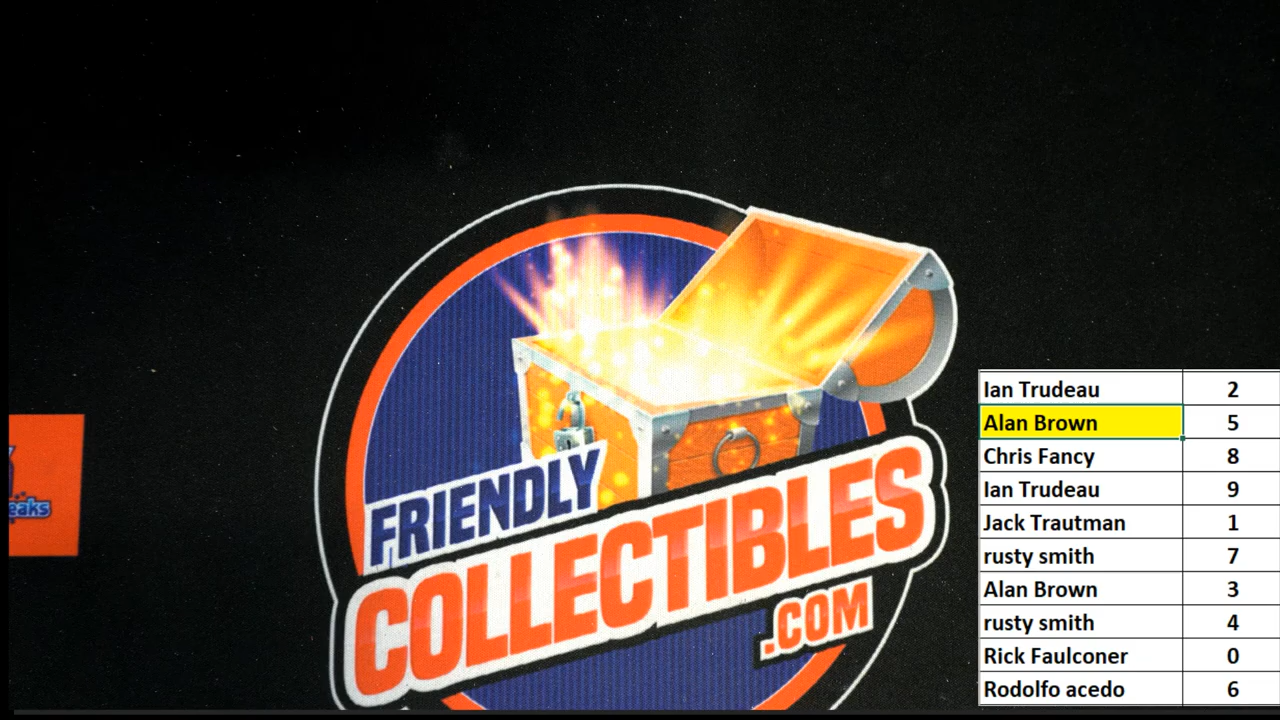 FRIENDLY
COLLECTIBLES
.COM
eaks
Ian Trudeau 2
Alan Brown 5
Chris Fancy 8
Ian Trudeau 9
Jack Trautman 1
rusty smith 7
Alan Brown 3
rusty smith 4
Rick Faulconer 0
Rodolfo acedo 6